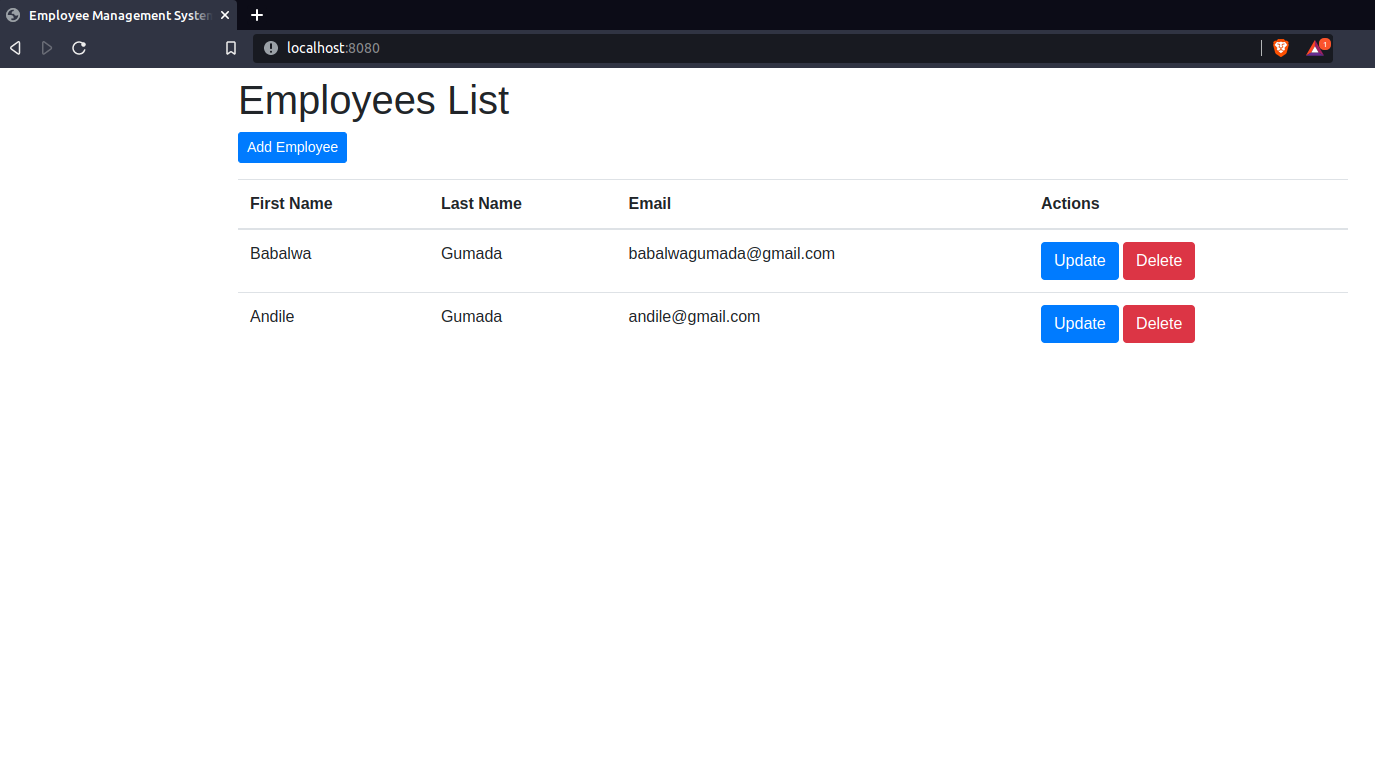 Employee Management System
localhost:8080
1
Employees List
Add Employee
First Name Last Name Email Actions
Babalwa Gumada babalwagumada@gmail.com Update Delete
Andile Gumada andile@gmail.com Update Delete